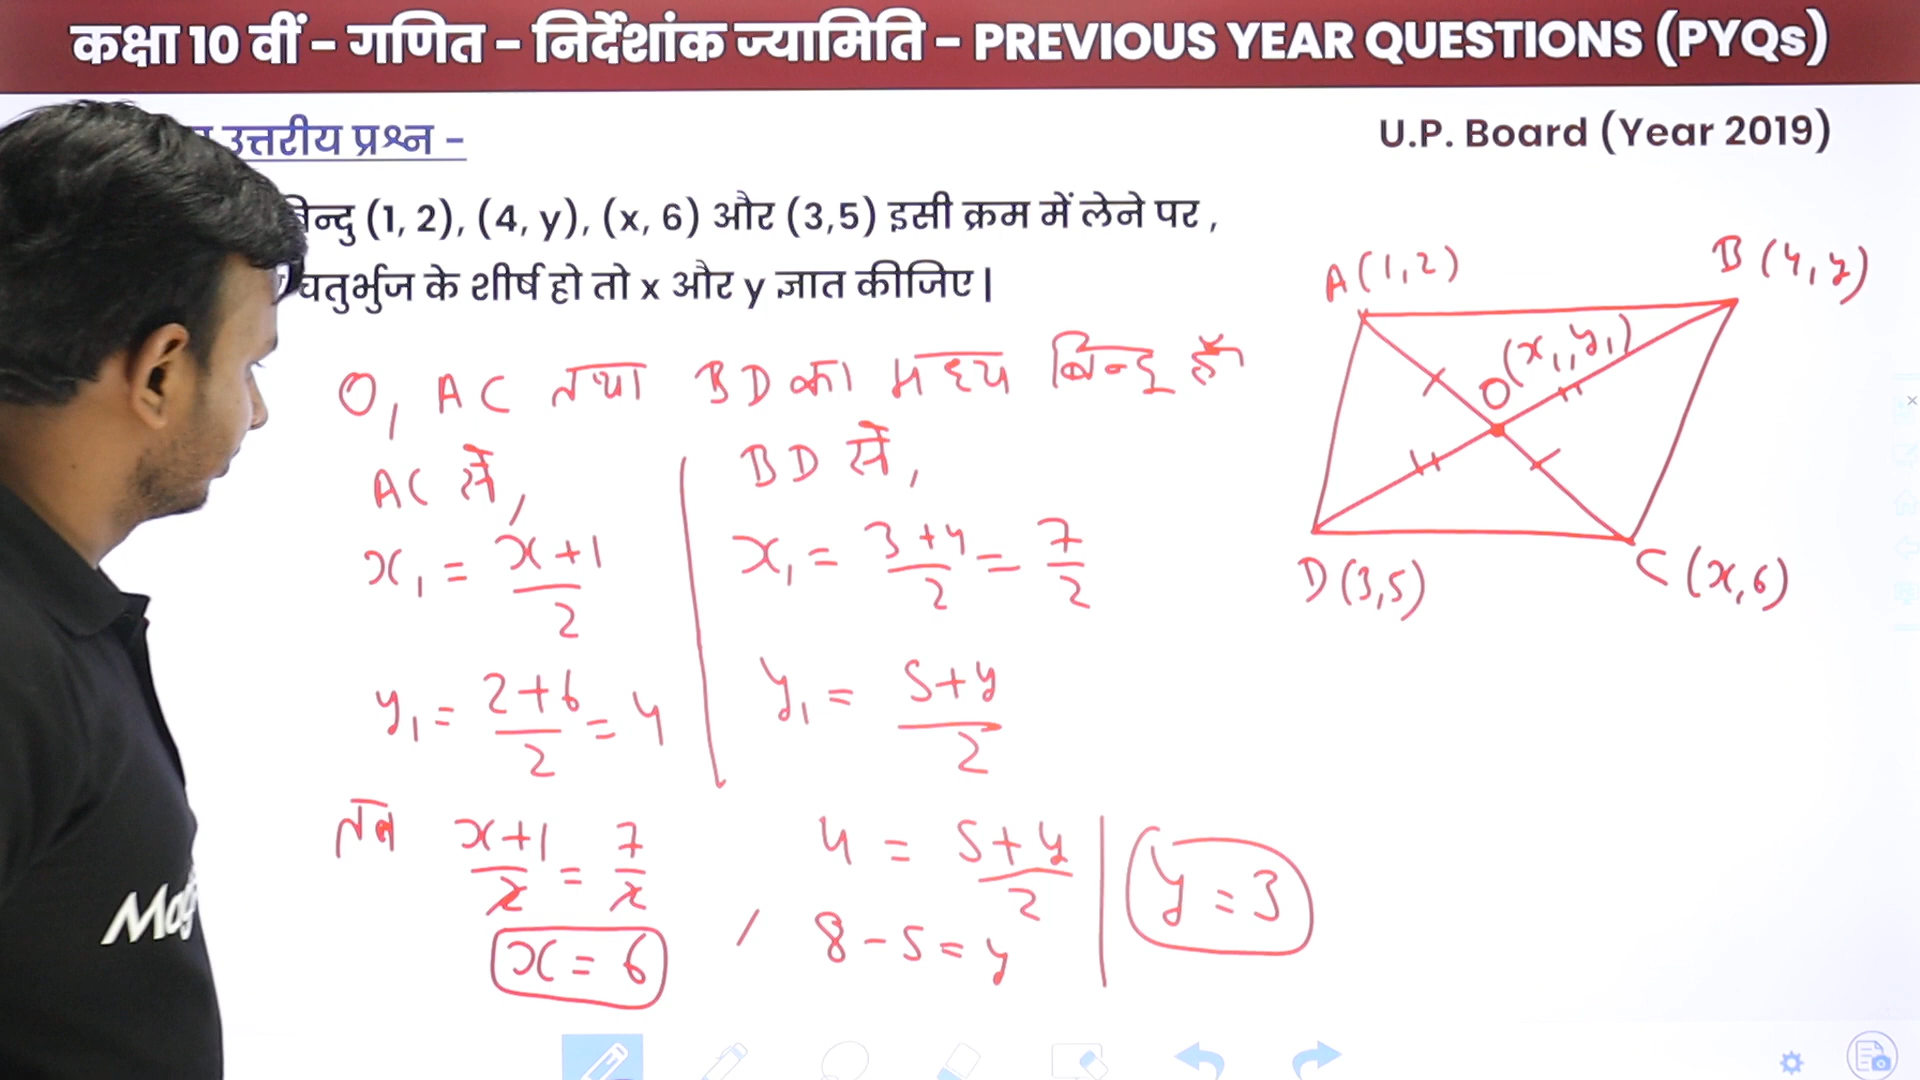 कक्षा 10 वीं – गणित – निर्देशांक ज्यामिति – PREVIOUS YEAR QUESTIONS (PYQs)
उत्तरीय प्रश्न –
U.P. Board (Year 2019)
(1, 2), (4, y), (x, 6) और (3,5) इसी क्रम में लेने पर ,
चतुर्भुज के शीर्ष हो तो x और y ज्ञात कीजिए |
A (1,2)
B (4, y)
O (x₁, y₁)
D (3,5)
C (x, 6)
O, AC तथा BD का मध्य बिन्दु है
AC से,
x₁ = x+1/2
y₁ = 2+6/2 = 4
BD से,
x₁ = 3+4/2 = 7/2
y₁ = 5+y/2
तब x+1/2 = 7/2
x = 6
4 = 5+y/2
8 - 5 = y
y = 3